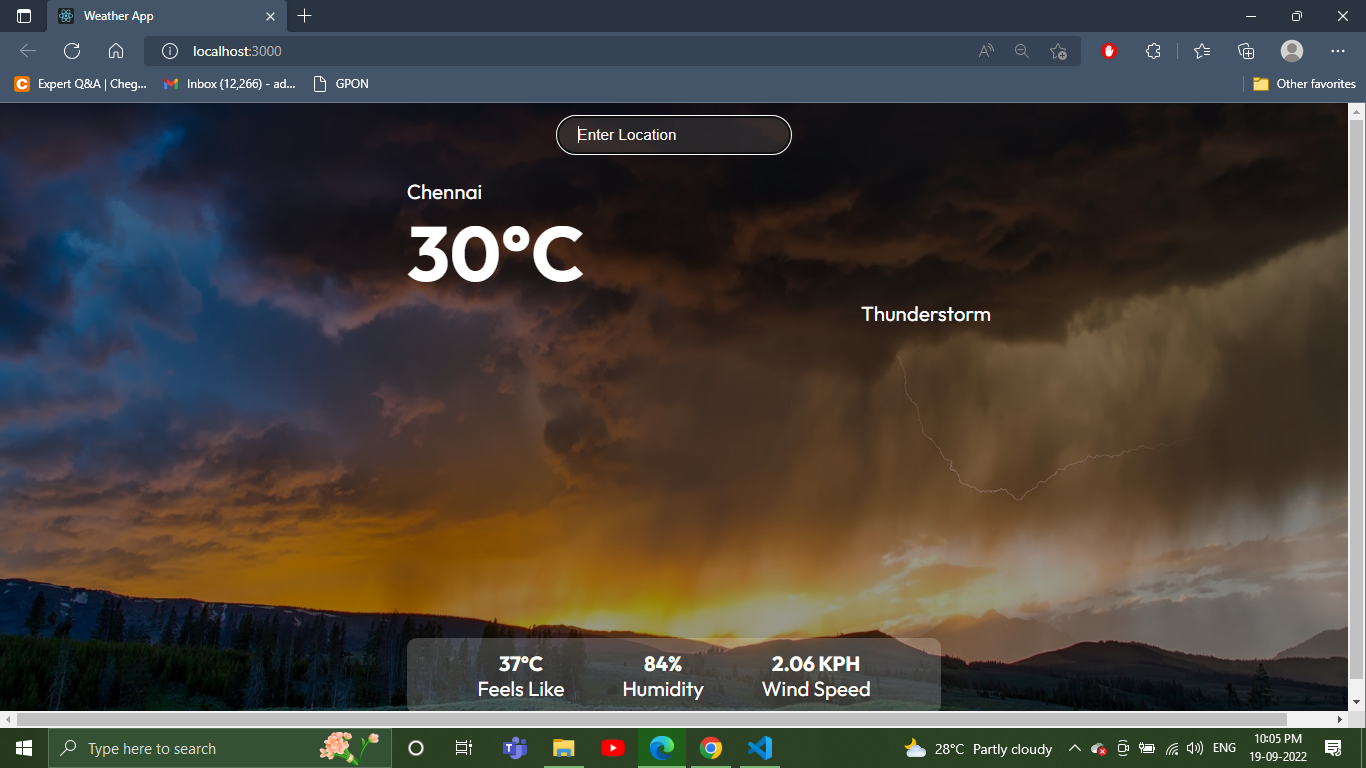 Weather App
localhost:3000
Expert Q&A | Cheg...
Inbox (12,266) - ad...
GPON
Other favorites
Enter Location
Chennai
30°C
Thunderstorm
37°C 84% 2.06 KPH
Feels Like Humidity Wind Speed
Type here to search
28°C Partly cloudy
ENG
10:05 PM
19-09-2022